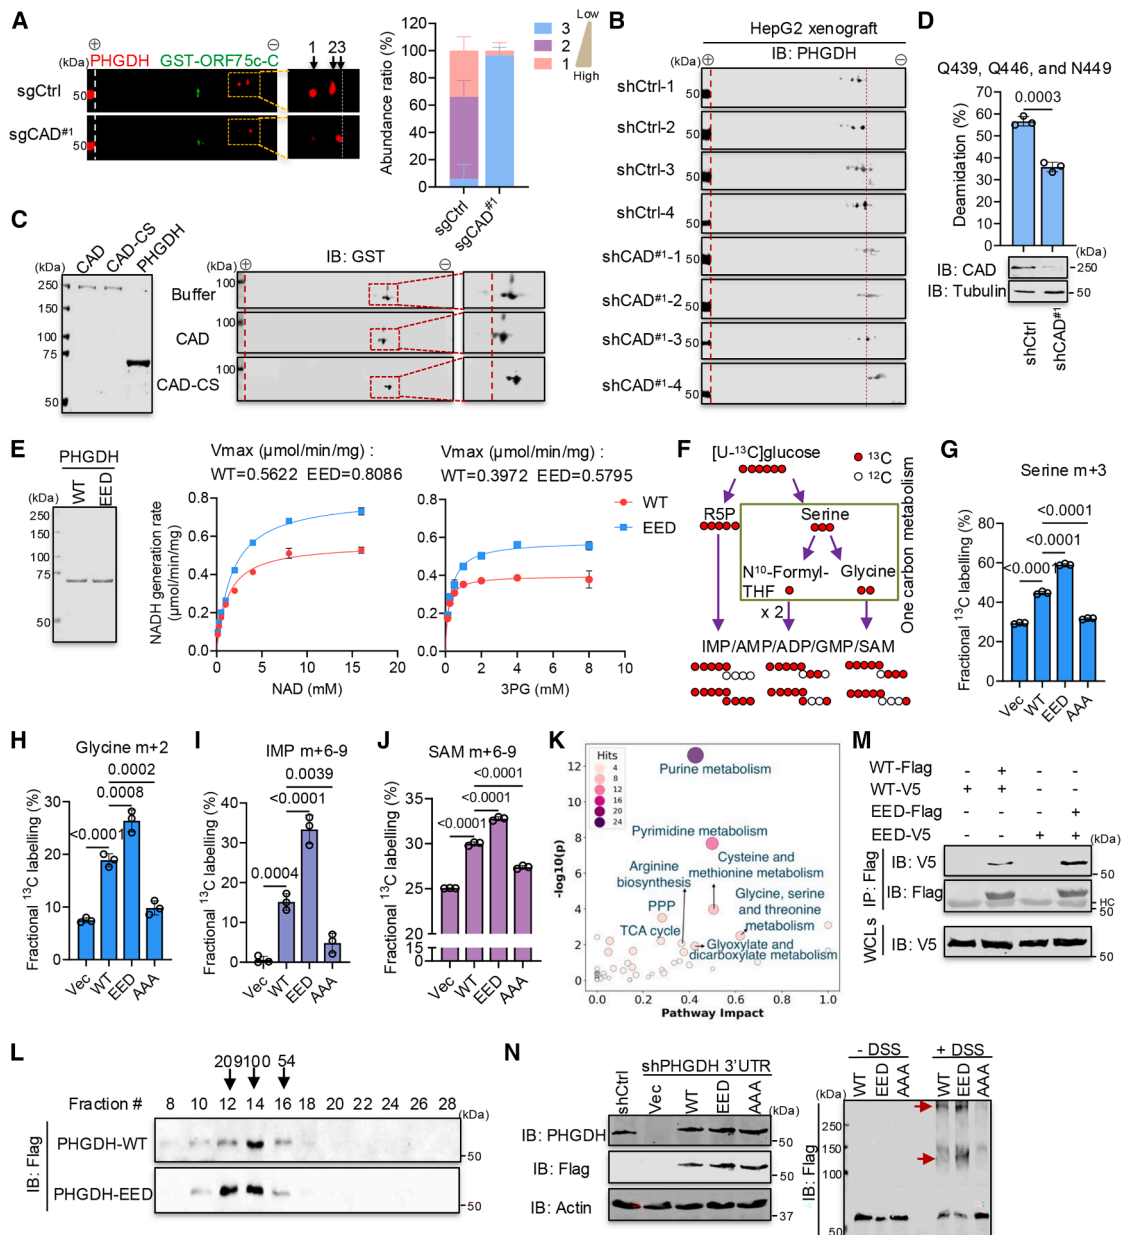 A
(kDa)
⊕
PHGDH
GST-ORF75c-C
⊖
1 23
sgCtrl
50
sgCAD#1
50
Abundance ratio (%)
120
100
80
60
40
20
0
sgCtrl
sgCAD#1
3
2
1
Low
High
B
HepG2 xenograft
IB: PHGDH
(kDa)
⊕
⊖
shCtrl-1
50
shCtrl-2
50
shCtrl-3
50
shCtrl-4
50
shCAD#1-1
50
shCAD#1-2
50
shCAD#1-3
50
shCAD#1-4
50
D
Q439, Q446, and N449
0.0003
Deamidation (%)
70
60
50
40
30
20
10
0
(kDa)
IB: CAD
250
IB: Tubulin
50
shCtrl
shCAD#1
C
CAD
CAD-CS
PHGDH
(kDa)
250
150
100
75
50
IB: GST
(kDa)
⊕
⊖
Buffer
100
CAD
100
CAD-CS
100
E
PHGDH
WT
EED
(kDa)
250
150
100
75
50
Vmax (μmol/min/mg) :
WT=0.5622 EED=0.8086
NADH generation rate
(μmol/min/mg)
0.8
0.6
0.4
0.2
0.0
0 5 10 15 20
NAD (mM)
Vmax (μmol/min/mg) :
WT=0.3972 EED=0.5795
0.8
0.6
0.4
0.2
0.0
0 2 4 6 8 10
3PG (mM)
WT
EED
F
[U-13C]glucose
13C
12C
R5P
Serine
N10-Formyl-
THF
Glycine
x 2
One carbon metabolism
IMP/AMP/ADP/GMP/SAM
G
Serine m+3
<0.0001
<0.0001
<0.0001
Fractional 13C labelling (%)
80
60
40
20
0
Vec
WT
EED
AAA
H
Glycine m+2
0.0002
0.0008
<0.0001
Fractional 13C labelling (%)
30
20
10
0
Vec
WT
EED
AAA
I
IMP m+6-9
0.0039
<0.0001
0.0004
Fractional 13C labelling (%)
40
30
20
10
0
Vec
WT
EED
AAA
J
SAM m+6-9
<0.0001
<0.0001
<0.0001
Fractional 13C labelling (%)
35
30
25
20
15
0
Vec
WT
EED
AAA
K
Hits
4
8
12
16
20
24
-log10(p)
12
10
8
6
4
2
0
Purine metabolism
Pyrimidine metabolism
Arginine
biosynthesis
Cysteine and
methionine metabolism
PPP
Glycine, serine
and threonine
metabolism
TCA cycle
Glyoxylate and
dicarboxylate metabolism
0.0 0.2 0.4 0.6 0.8 1.0
Pathway Impact
M
WT-Flag - + - -
WT-V5 + + - -
EED-Flag - - - +
EED-V5 - - + +
(kDa)
IP: Flag
IB: V5
50
IB: Flag
HC
50
WCLs
IB: V5
50
L
209 100 54
Fraction # 8 10 12 14 16 18 20 22 24 26 28
(kDa)
IB: Flag
PHGDH-WT
50
PHGDH-EED
50
N
shPHGDH 3'UTR
shCtrl
Vec
WT
EED
AAA
(kDa)
IB: PHGDH
50
IB: Flag
50
IB: Actin
37
- DSS
+ DSS
WT
EED
AAA
WT
EED
AAA
(kDa)
IB: Flag
250
150
100
50